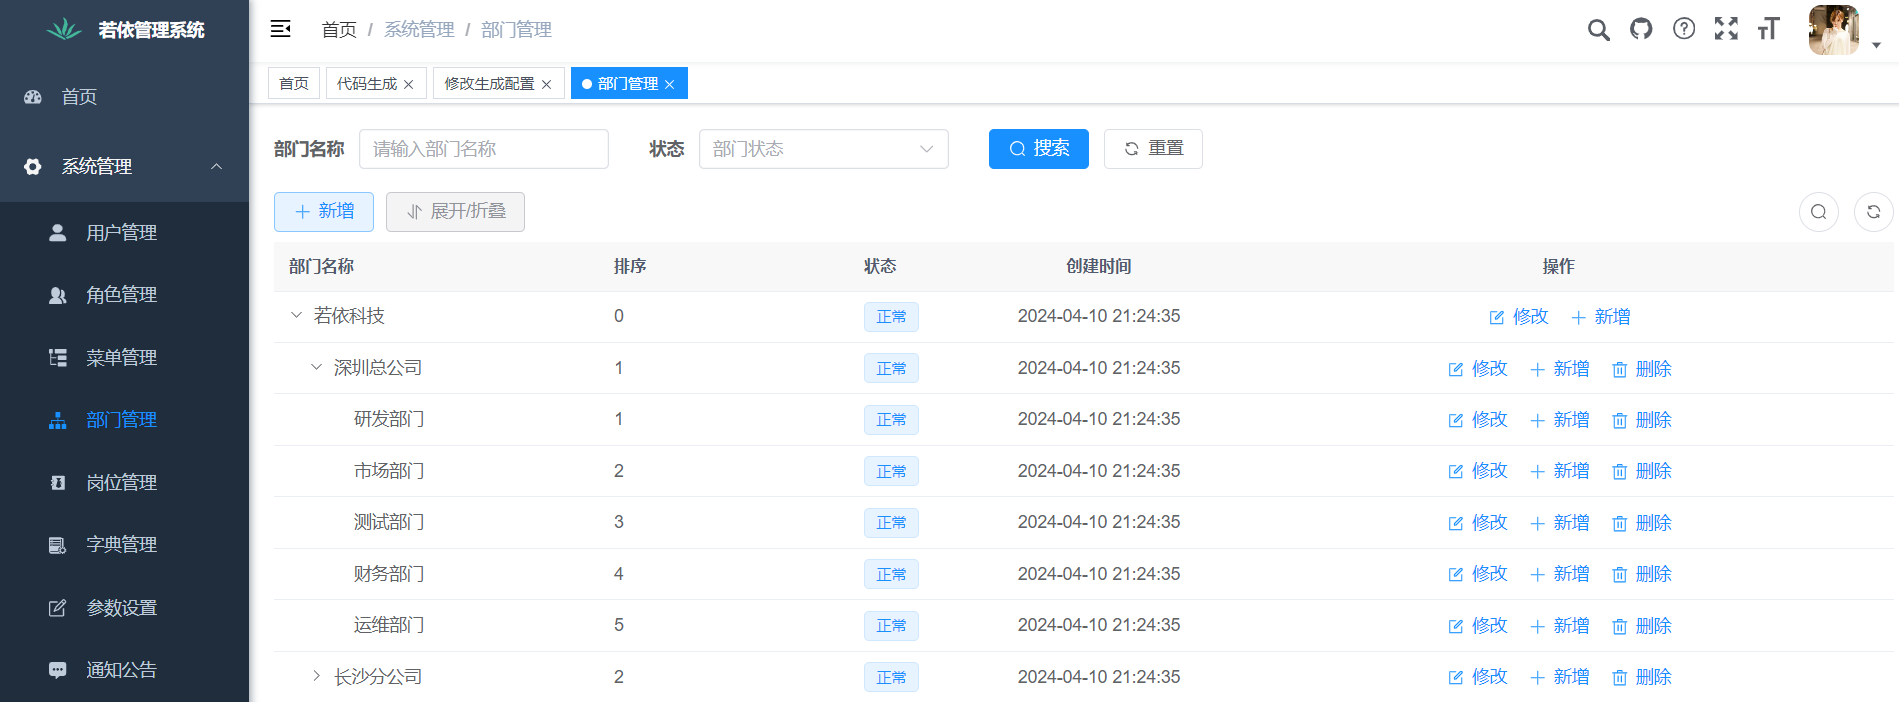 若依管理系统
首页
系统管理
用户管理
角色管理
菜单管理
部门管理
岗位管理
字典管理
参数设置
通知公告
首页 / 系统管理 / 部门管理
首页 代码生成 修改生成配置 部门管理
部门名称 请输入部门名称 状态 部门状态 搜索 重置
新增 展开/折叠
部门名称 排序 状态 创建时间 操作
若依科技 0 正常 2024-04-10 21:24:35 修改 新增
深圳总公司 1 正常 2024-04-10 21:24:35 修改 新增 删除
研发部门 1 正常 2024-04-10 21:24:35 修改 新增 删除
市场部门 2 正常 2024-04-10 21:24:35 修改 新增 删除
测试部门 3 正常 2024-04-10 21:24:35 修改 新增 删除
财务部门 4 正常 2024-04-10 21:24:35 修改 新增 删除
运维部门 5 正常 2024-04-10 21:24:35 修改 新增 删除
长沙分公司 2 正常 2024-04-10 21:24:35 修改 新增 删除